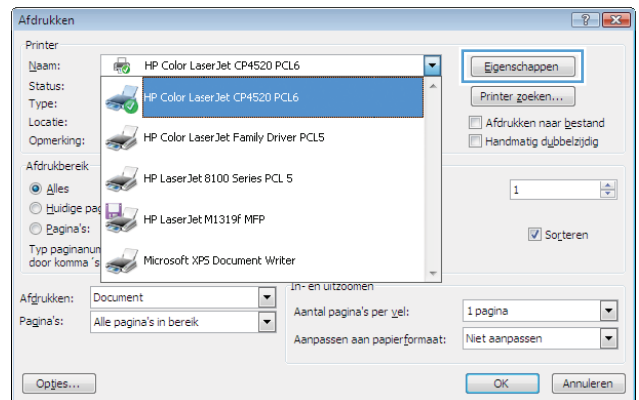 Afdrukken
Printer
Naam: HP Color LaserJet CP4520 PCL6 Eigenschappen
Status: HP Color LaserJet CP4520 PCL6 Printer zoeken...
Type:
Locatie: HP Color LaserJet Family Driver PCL5 Afdrukken naar bestand
Opmerking: Handmatig dubbelzijdig
Afdrukbereik
HP LaserJet 8100 Series PCL 5
Alles 1
Huidige pag
HP LaserJet M1319f MFP
Pagina's: Sorteren
Typ paginanun
door komma 's Microsoft XPS Document Writer
In- en uitzoomen
Afdrukken: Document
Aantal pagina's per vel: 1 pagina
Pagina's: Alle pagina's in bereik
Aanpassen aan papierformaat: Niet aanpassen
Opties... OK Annuleren